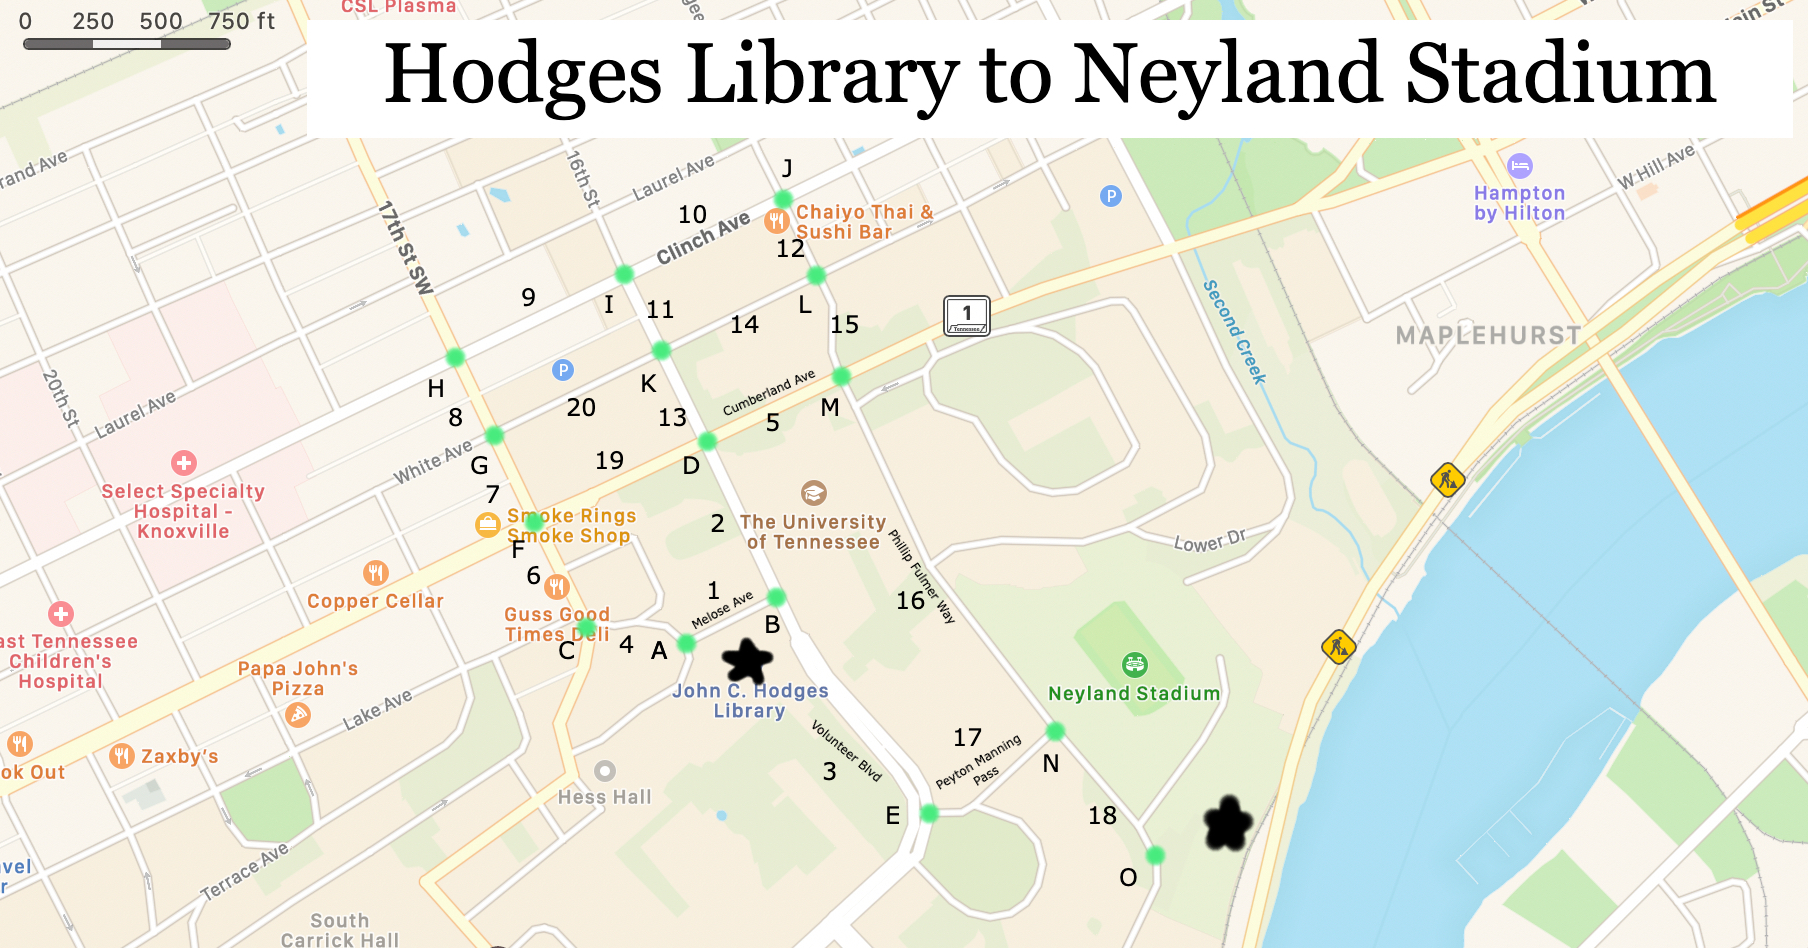 0 250 500 750 ft
CSL Plasma
Hodges Library to Neyland Stadium
ain St
rand Ave
16th St
Laurel Ave
J
W Hill Ave
P
Hampton
by Hilton
10
Chaiyo Thai &
Sushi Bar
Clinch Ave
12
17th St SW
9
I
11
L
14
15
1
Tennessee
Second Creek
MAPLEHURST
P
20th St
Laurel Ave
H
8
20
K
13
Cumberland Ave
5
M
White Ave
G
19
D
Select Specialty
Hospital -
Knoxville
7
Smoke Rings
Smoke Shop
2
The University
of Tennessee
Phillip Fulmer Way
Lower Dr
F
6
Copper Cellar
Guss Good
Times Deli
1
Melose Ave
16
ast Tennessee
Children's
Hospital
C
4
A
B
Papa John's
Pizza
John C. Hodges
Library
Neyland Stadium
Lake Ave
Volunteer Blvd
17
Peyton Manning
Pass
N
ok Out
Zaxby's
3
Hess Hall
E
18
Terrace Ave
O
avel
r
South
Carrick Hall